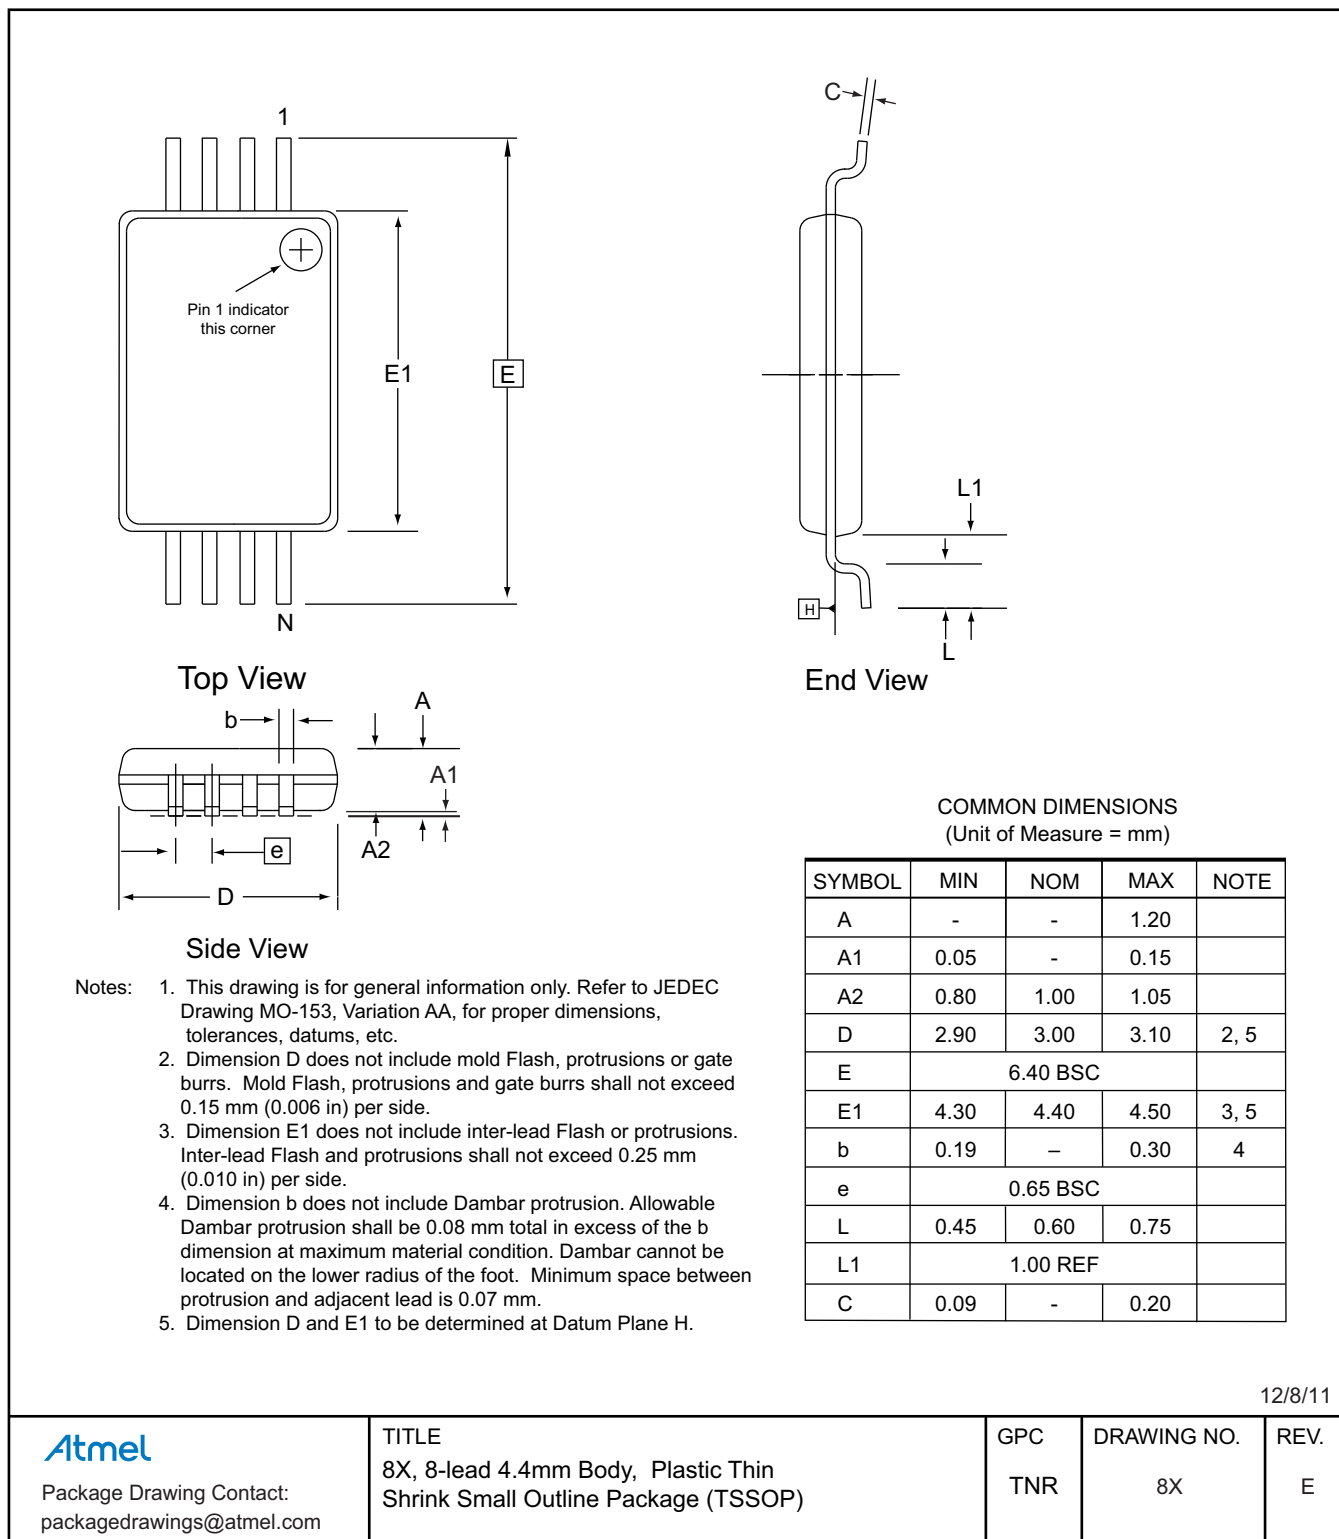 1
Pin 1 indicator
this corner
E1
E
N
Top View
C
L1
H
L
End View
b
A
A1
A2
e
D
Side View
COMMON DIMENSIONS
(Unit of Measure = mm)
SYMBOL MIN NOM MAX NOTE
A - - 1.20
A1 0.05 - 0.15
A2 0.80 1.00 1.05
D 2.90 3.00 3.10 2, 5
E 6.40 BSC
E1 4.30 4.40 4.50 3, 5
b 0.19 – 0.30 4
e 0.65 BSC
L 0.45 0.60 0.75
L1 1.00 REF
C 0.09 - 0.20
Notes: 1. This drawing is for general information only. Refer to JEDEC
Drawing MO-153, Variation AA, for proper dimensions,
tolerances, datums, etc.
2. Dimension D does not include mold Flash, protrusions or gate
burrs. Mold Flash, protrusions and gate burrs shall not exceed
0.15 mm (0.006 in) per side.
3. Dimension E1 does not include inter-lead Flash or protrusions.
Inter-lead Flash and protrusions shall not exceed 0.25 mm
(0.010 in) per side.
4. Dimension b does not include Dambar protrusion. Allowable
Dambar protrusion shall be 0.08 mm total in excess of the b
dimension at maximum material condition. Dambar cannot be
located on the lower radius of the foot. Minimum space between
protrusion and adjacent lead is 0.07 mm.
5. Dimension D and E1 to be determined at Datum Plane H.
12/8/11
Atmel
Package Drawing Contact:
packagedrawings@atmel.com
TITLE
8X, 8-lead 4.4mm Body, Plastic Thin
Shrink Small Outline Package (TSSOP)
GPC
TNR
DRAWING NO.
8X
REV.
E